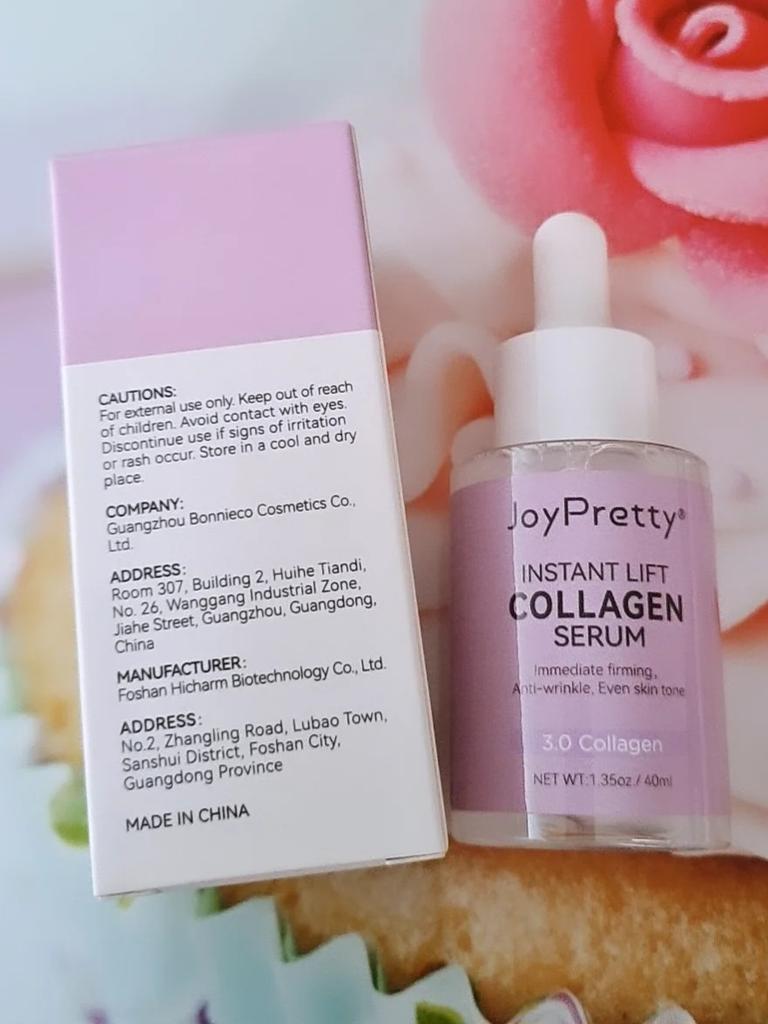 CAUTIONS:
For external use only. Keep out of reach
of children. Avoid contact with eyes.
Discontinue use if signs of irritation
or rash occur. Store in a cool and dry
place.
COMPANY:
Guangzhou Bonnieco Cosmetics Co.,
Ltd.
ADDRESS:
Room 307, Building 2, Huihe Tiandi,
No. 26, Wanggang Industrial Zone,
Jiahe Street, Guangzhou, Guangdong,
China
MANUFACTURER:
Foshan Hicharm Biotechnology Co., Ltd.
ADDRESS:
No.2, Zhangling Road, Lubao Town,
Sanshui District, Foshan City,
Guangdong Province
MADE IN CHINA
JoyPretty®
INSTANT LIFT
COLLAGEN
SERUM
Immediate firming,
Anti-wrinkle, Even skin tone
3.0 Collagen
NET WT:1.35oz./ 40ml